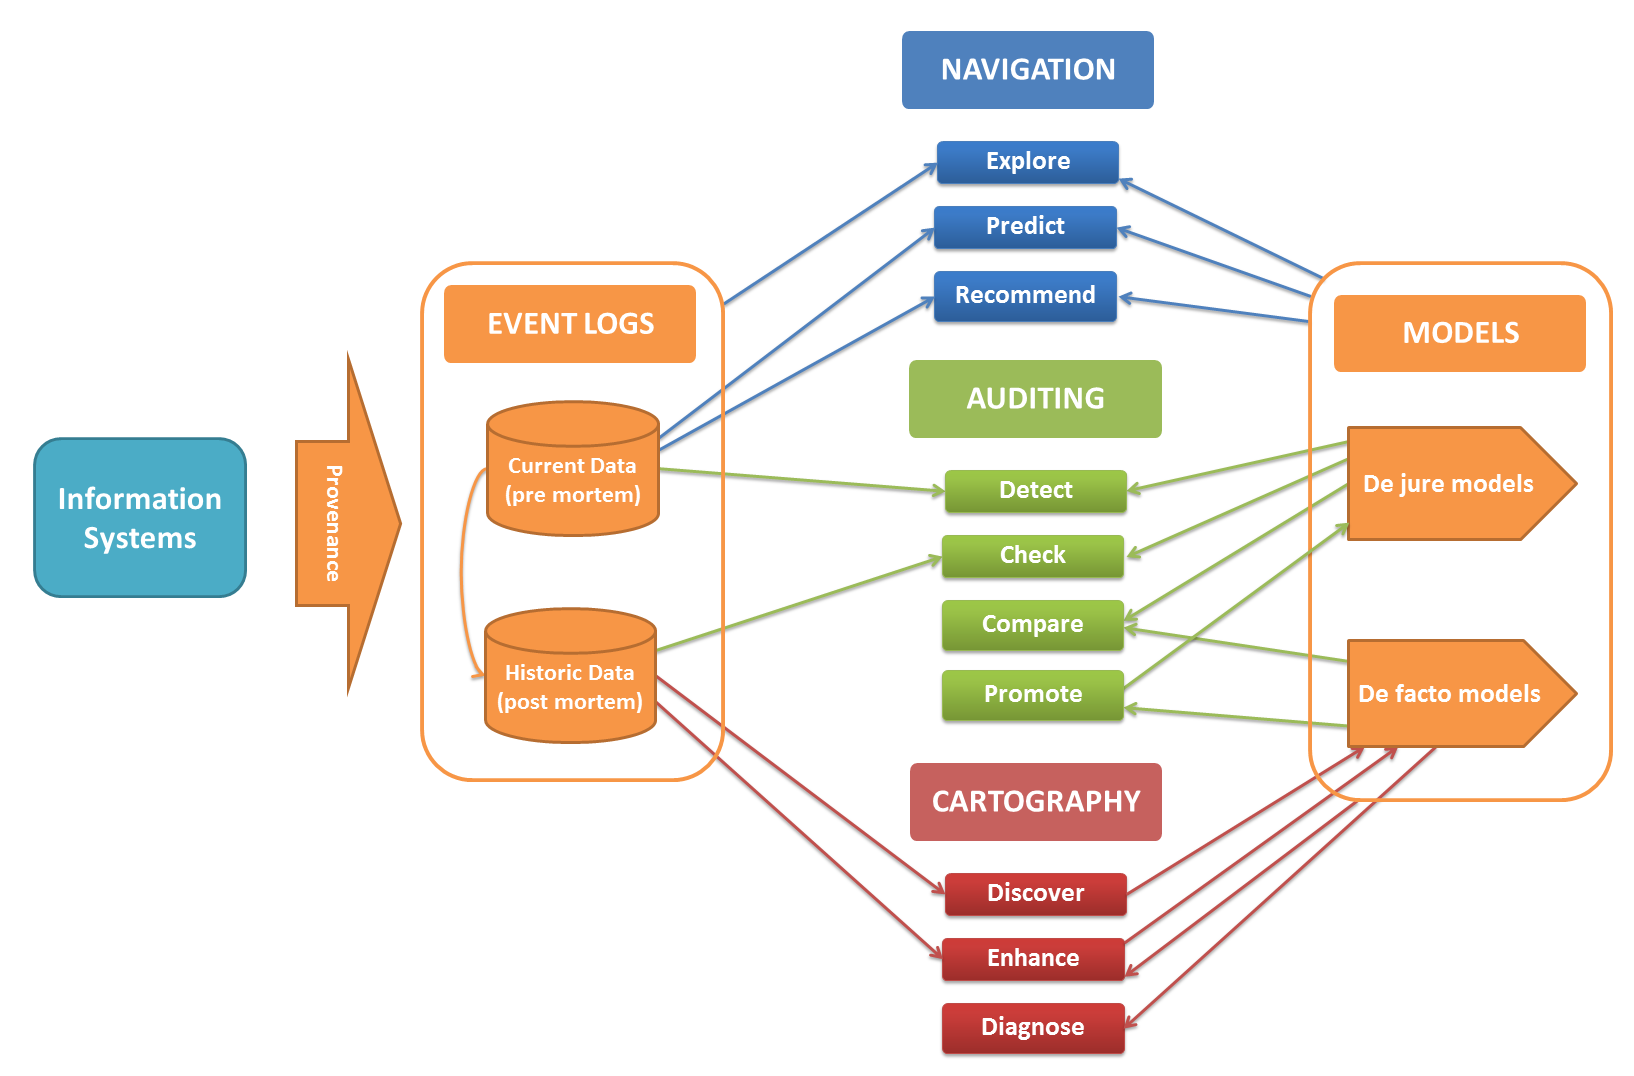 NAVIGATION
Explore
Predict
Recommend
EVENT LOGS
MODELS
AUDITING
Information
Systems
Provenance
Current Data
(pre mortem)
Detect
De jure models
Check
Compare
Historic Data
(post mortem)
Promote
De facto models
CARTOGRAPHY
Discover
Enhance
Diagnose